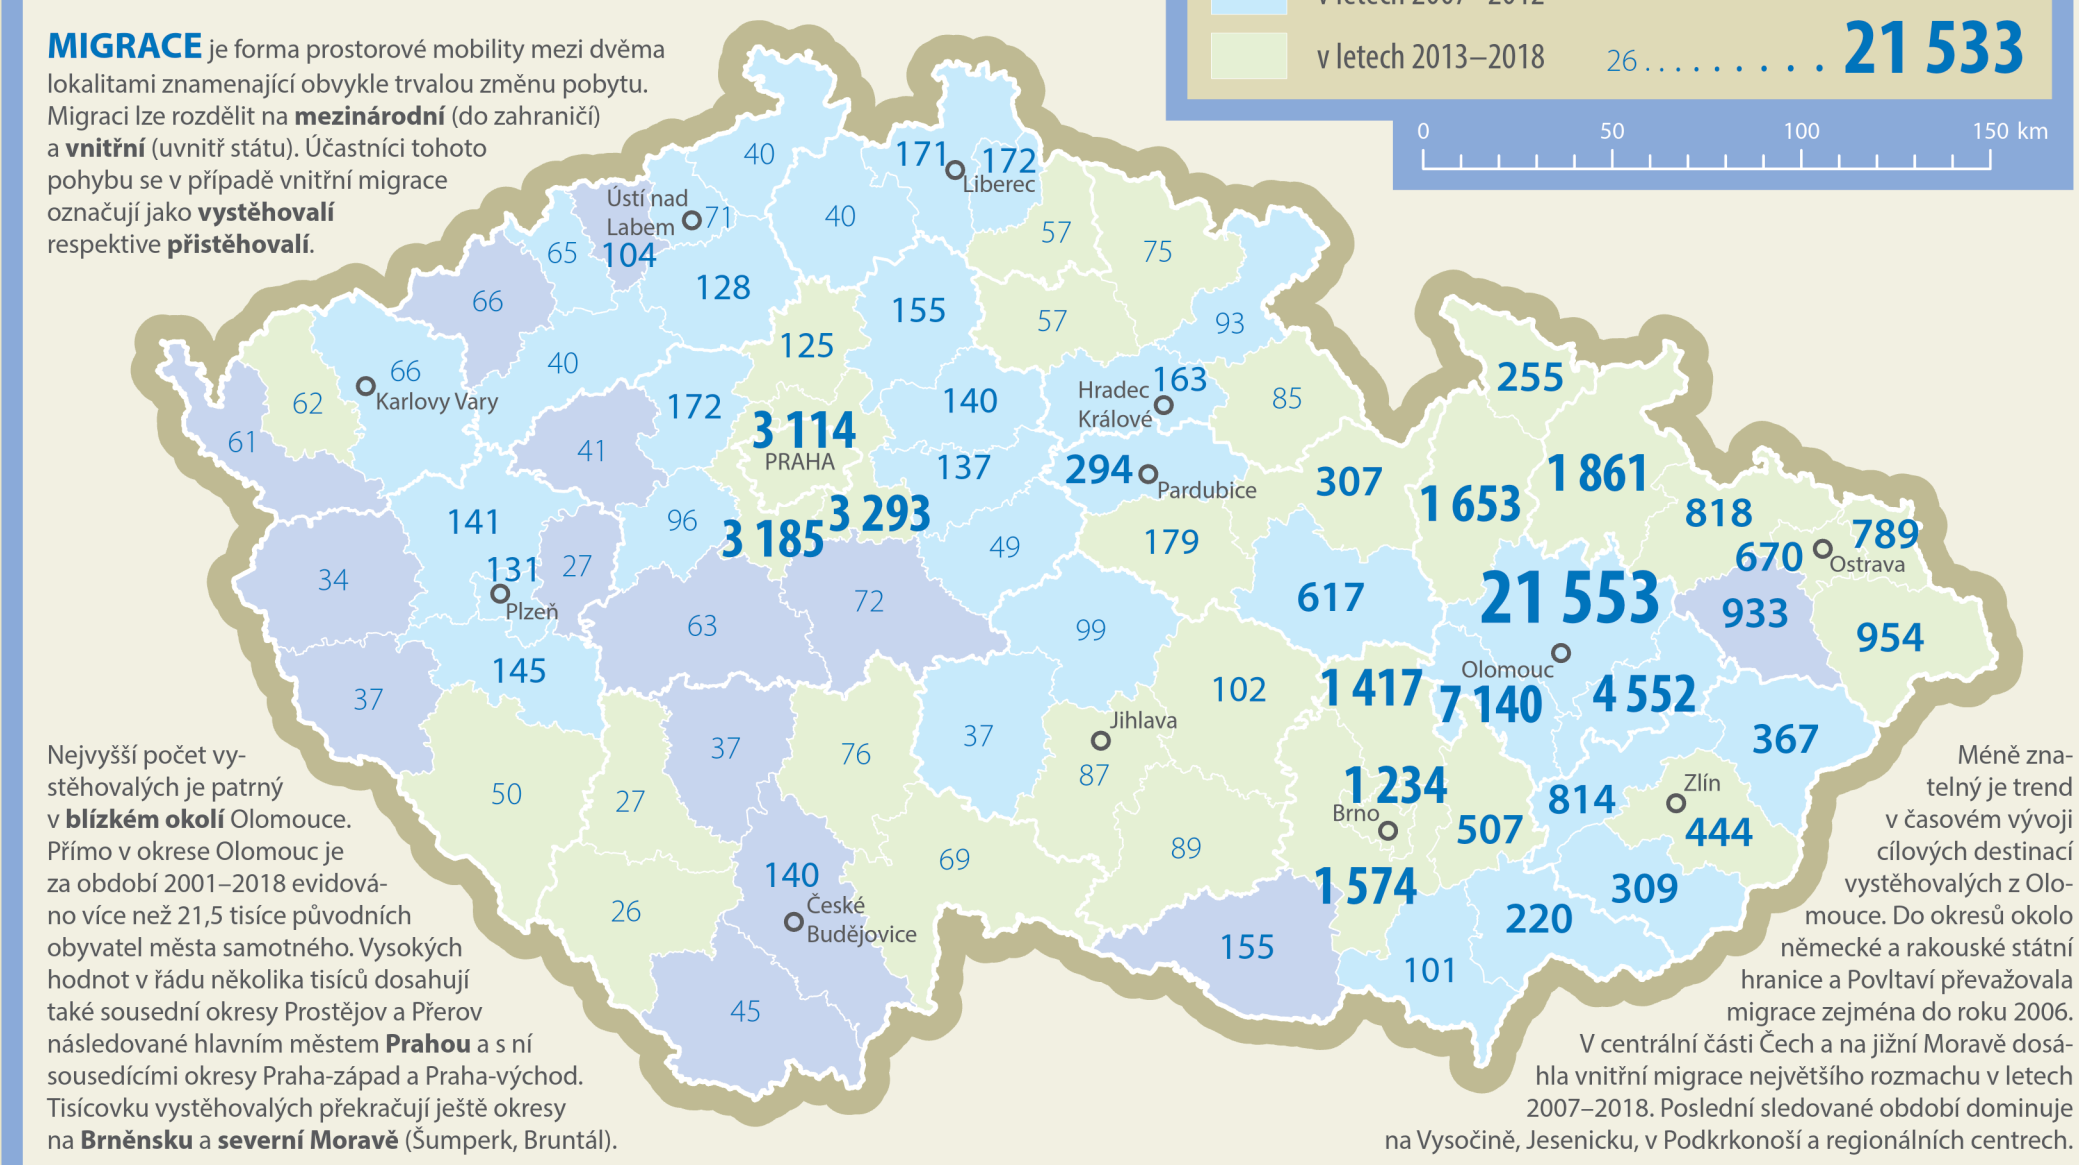 v letech 2007–2012
v letech 2013–2018 26 . . . . . . . . . . 21 533
0 50 100 150 km
MIGRACE je forma prostorové mobility mezi dvěma
lokalitami znamenající obvykle trvalou změnu pobytu.
Migraci lze rozdělit na mezinárodní (do zahraničí)
a vnitřní (uvnitř státu). Účastníci tohoto
pohybu se v případě vnitřní migrace
označují jako vystěhovalí
respektive přistěhovalí.
40
171
172
Liberec
Ústí nad
Labem
71
40
57
75
65
104
66
128
155
57
93
125
40
66
62
Karlovy Vary
61
172
140
163
Hradec
Králové
85
255
41
3 114
PRAHA
137
294
Pardubice
307
1 653
1 861
818
789
670
Ostrava
141
96
3 185
3 293
49
179
131
Plzeň
27
34
63
72
99
617
21 553
933
954
Olomouc
145
37
102
1 417
7 140
4 552
367
37
76
37
Jihlava
87
50
27
1 234
Brno
507
814
Zlín
444
140
České
Budějovice
69
89
1 574
309
220
26
155
101
45
Nejvyšší počet vy-
stěhovalých je patrný
v blízkém okolí Olomouce.
Přímo v okrese Olomouc je
za období 2001–2018 evidová-
no více než 21,5 tisíce původních
obyvatel města samotného. Vysokých
hodnot v řádu několika tisíců dosahují
také sousední okresy Prostějov a Přerov
následované hlavním městem Prahou a s ní
sousedícími okresy Praha-západ a Praha-východ.
Tisícovku vystěhovalých překračují ještě okresy
na Brněnsku a severní Moravě (Šumperk, Bruntál).
Méně zna-
telný je trend
v časovém vývoji
cílových destinací
vystěhovalých z Olo-
mouce. Do okresů okolo
německé a rakouské státní
hranice a Povltaví převažovala
migrace zejména do roku 2006.
V centrální části Čech a na jižní Moravě dosá-
hla vnitřní migrace největšího rozmachu v letech
2007–2018. Poslední sledované období dominuje
na Vysočině, Jesenicku, v Podkrkonoší a regionálních centrech.